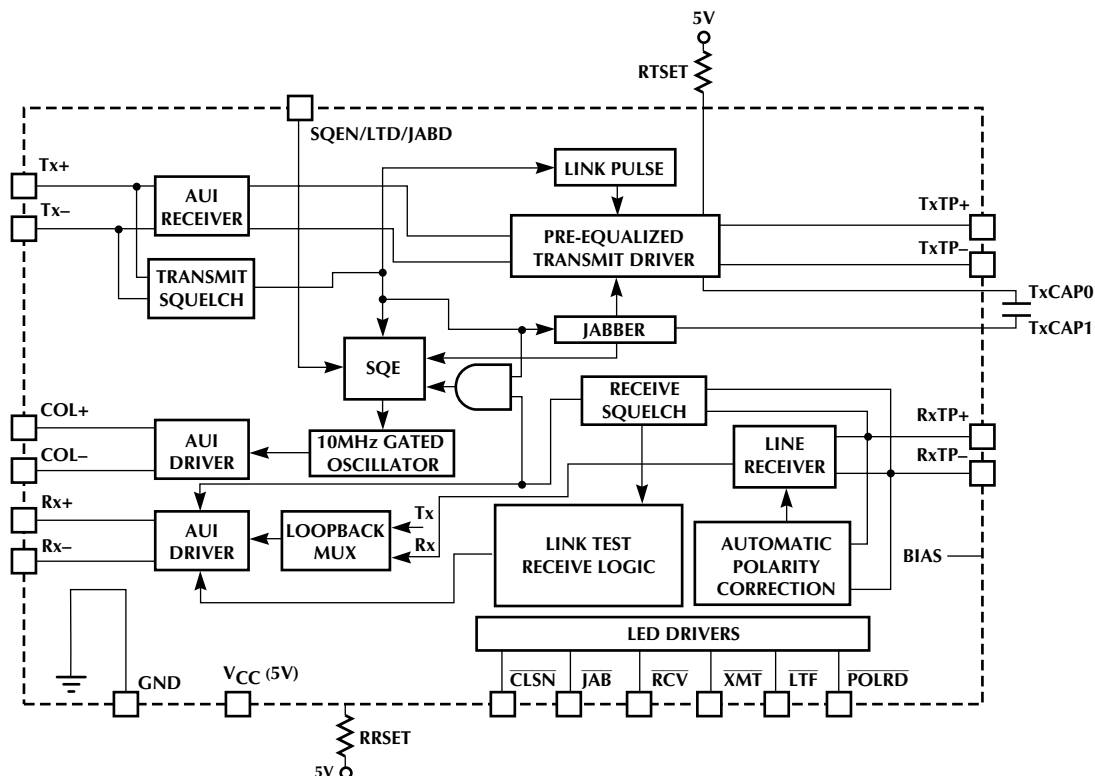 5V
RTSET
SQEN/LTD/JABD
Tx+
Tx–
AUI
RECEIVER
LINK PULSE
PRE-EQUALIZED
TRANSMIT DRIVER
TxTP+
TxTP–
TRANSMIT
SQUELCH
TxCAP0
TxCAP1
JABBER
SQE
RECEIVE
SQUELCH
COL+
COL–
AUI
DRIVER
10MHz GATED
OSCILLATOR
LINE
RECEIVER
RxTP+
RxTP–
Rx+
Rx–
AUI
DRIVER
LOOPBACK
MUX
Tx
Rx
LINK TEST
RECEIVE LOGIC
AUTOMATIC
POLARITY
CORRECTION
BIAS
LED DRIVERS
GND
VCC (5V)
CLSN
JAB
RCV
XMT
LTF
POLRD
RRSET
5V